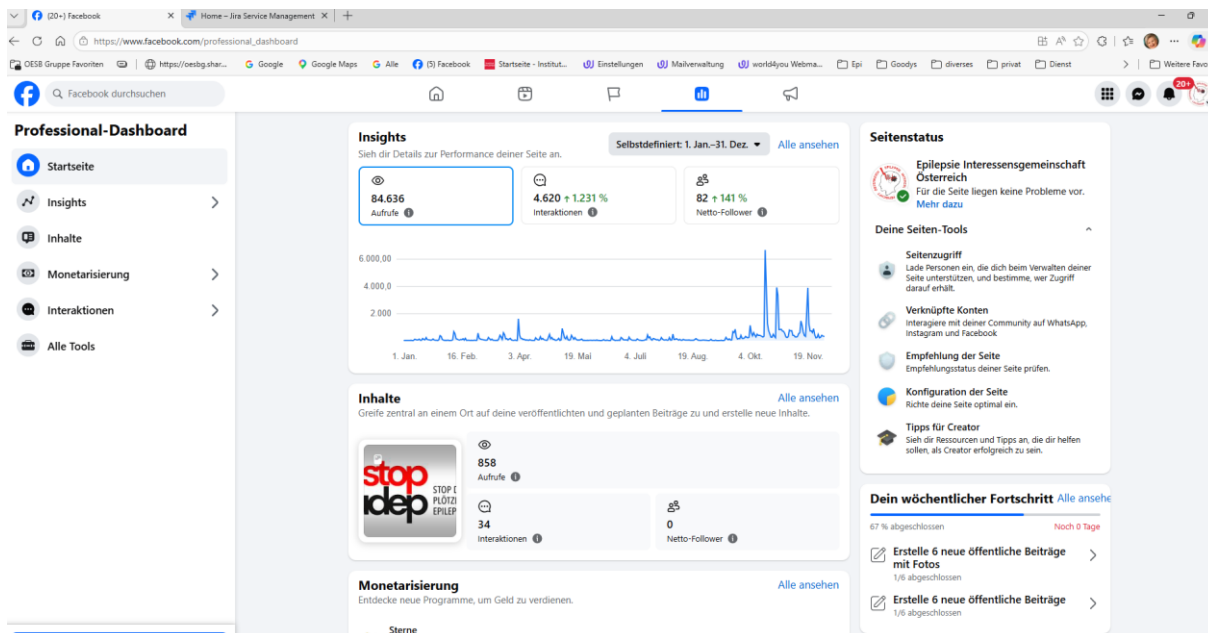 (20+) Facebook
Home – Jira Service Management
https://www.facebook.com/professional_dashboard
OESB Gruppe Favoriten
https://oesbg.shar...
Google
Google Maps
Alle
(5) Facebook
Startseite - Institut...
Einstellungen
Mailverwaltung
world4you Webma...
Epi
Goodys
diverses
privat
Dienst
Weitere Favo
Facebook durchsuchen
20+
Professional-Dashboard
Startseite
Insights
Inhalte
Monetarisierung
Interaktionen
Alle Tools
Insights
Sieh dir Details zur Performance deiner Seite an.
Selbstdefiniert: 1. Jan.–31. Dez.
Alle ansehen
84.636
Aufrufe
4.620 ↑ 1.231 %
Interaktionen
82 ↑ 141 %
Netto-Follower
6.000,00
4.000,0
2.000
1. Jan. 16. Feb. 3. Apr. 19. Mai 4. Juli 19. Aug. 4. Okt. 19. Nov.
Inhalte
Alle ansehen
Greife zentral an einem Ort auf deine veröffentlichten und geplanten Beiträge zu und erstelle neue Inhalte.
stop
idep
STOP D
PLÖTZI
EPILEP
858
Aufrufe
34
Interaktionen
0
Netto-Follower
Monetarisierung
Alle ansehen
Entdecke neue Programme, um Geld zu verdienen.
Sterne
Seitenstatus
Epilepsie Interessensgemeinschaft
Österreich
Für die Seite liegen keine Probleme vor.
Mehr dazu
Deine Seiten-Tools
Seitenzugriff
Lade Personen ein, die dich beim Verwalten deiner
Seite unterstützen, und bestimme, wer Zugriff
darauf erhält.
Verknüpfte Konten
Interagiere mit deiner Community auf WhatsApp,
Instagram und Facebook
Empfehlung der Seite
Empfehlungsstatus deiner Seite prüfen.
Konfiguration der Seite
Richte deine Seite optimal ein.
Tipps für Creator
Sieh dir Ressourcen und Tipps an, die dir helfen
sollen, als Creator erfolgreich zu sein.
Dein wöchentlicher Fortschritt
Alle ansehe
67 % abgeschlossen
Noch 0 Tage
Erstelle 6 neue öffentliche Beiträge
mit Fotos
1/6 abgeschlossen
Erstelle 6 neue öffentliche Beiträge
1/6 abgeschlossen